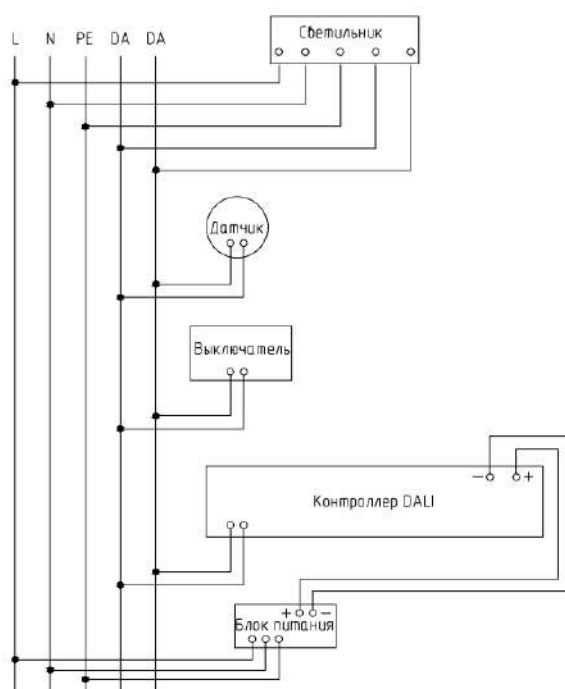 L N PE DA DA
Светильник
Датчик
Выключатель
− +
Контроллер DALI
+ −
Блок питания